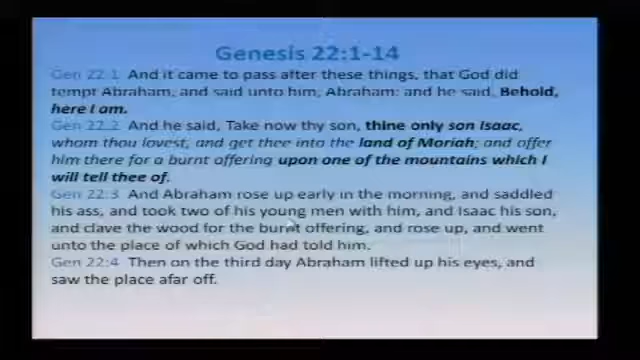 Genesis 22:1-14
Gen 22:1 And it came to pass after these things, that God did
tempt Abraham, and said unto him, Abraham: and he said, Behold,
here I am.
Gen 22:2 And he said, Take now thy son, thine only son Isaac,
whom thou lovest, and get thee into the land of Moriah; and offer
him there for a burnt offering upon one of the mountains which I
will tell thee of.
Gen 22:3 And Abraham rose up early in the morning, and saddled
his ass, and took two of his young men with him, and Isaac his son,
and clave the wood for the burnt offering, and rose up, and went
unto the place of which God had told him.
Gen 22:4 Then on the third day Abraham lifted up his eyes, and
saw the place afar off.